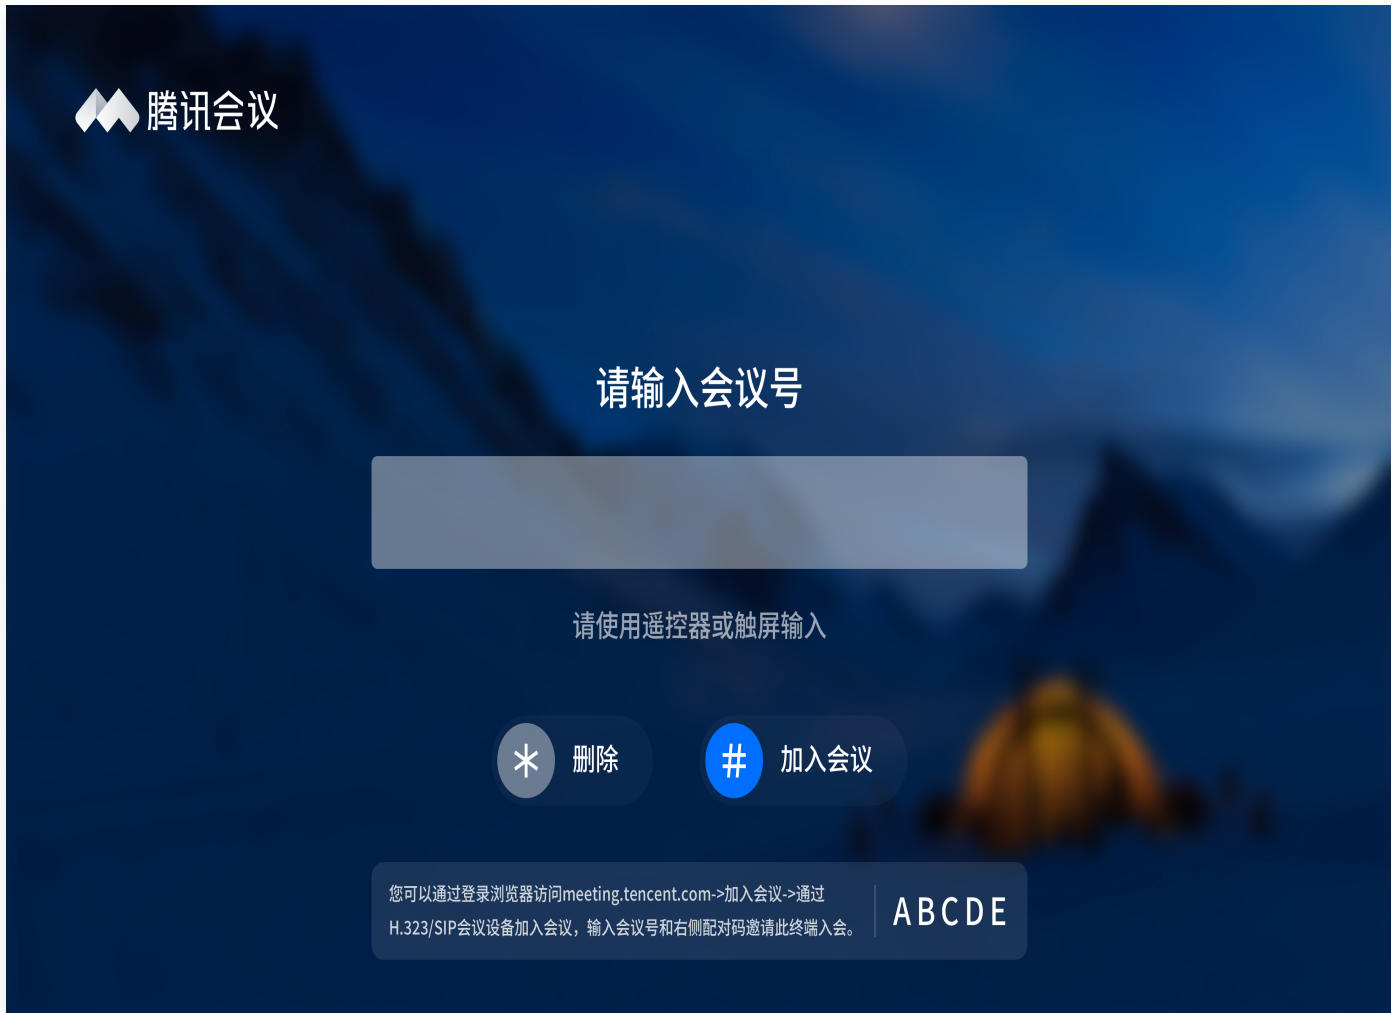 腾讯会议
请输入会议号
请使用遥控器或触屏输入
* 删除 # 加入会议
您可以通过登录浏览器访问meeting.tencent.com->加入会议->通过
H.323/SIP会议设备加入会议，输入会议号和右侧配对码邀请此终端入会。
ABCDE